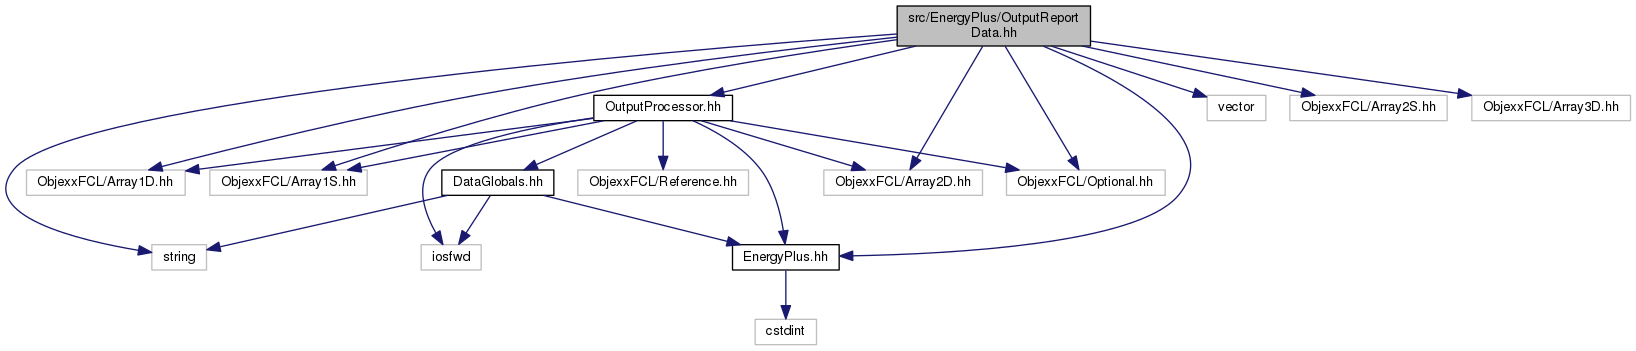 src/EnergyPlus/OutputReport
Data.hh
OutputProcessor.hh
vector
ObjexxFCL/Array2S.hh
ObjexxFCL/Array3D.hh
ObjexxFCL/Array1D.hh
ObjexxFCL/Array1S.hh
DataGlobals.hh
ObjexxFCL/Reference.hh
ObjexxFCL/Array2D.hh
ObjexxFCL/Optional.hh
string
iosfwd
EnergyPlus.hh
cstdint